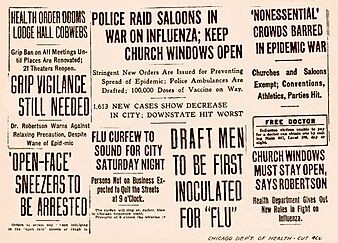 HEALTH ORDER DOOMS
LODGE HALL COBWEBS
Grip Ban on All Meetings Un-
til Places Are Renovated;
21 Theaters Reopen.
GRIP VIGILANCE
STILL NEEDED
Dr. Robertson Warns Against
Relaxing Precaution, Despite
Wane of Epidemic
'OPEN-FACE'
SNEEZERS TO
BE ARRESTED
POLICE RAID SALOONS IN
WAR ON INFLUENZA; KEEP
CHURCH WINDOWS OPEN
Stringent New Orders Are Issued for Preventing
Spread of Epidemic; Police Ambulances Are
Drafted; 100,000 Doses of Vaccine on Way.
1,613 NEW CASES SHOW DECREASE
IN CITY; DOWNSTATE HIT WORST
FLU CURFEW TO
SOUND FOR CITY
SATURDAY NIGHT
Persons Not on Business Ex-
pected to Quit the Streets
at 9 o'Clock.
DRAFT MEN
TO BE FIRST
INOCULATED
FOR "FLU"
'NONESSENTIAL'
CROWDS BARRED
IN EPIDEMIC WAR
Churches and Saloons
Exempt; Conventions,
Athletics, Parties Hit.
FREE DOCTOR
CHURCH WINDOWS
MUST STAY OPEN,
SAYS ROBERTSON
Health Department Gives Out
New Rules in Fight on
Influenza.
CHICAGO DEPT. OF HEALTH - CUT